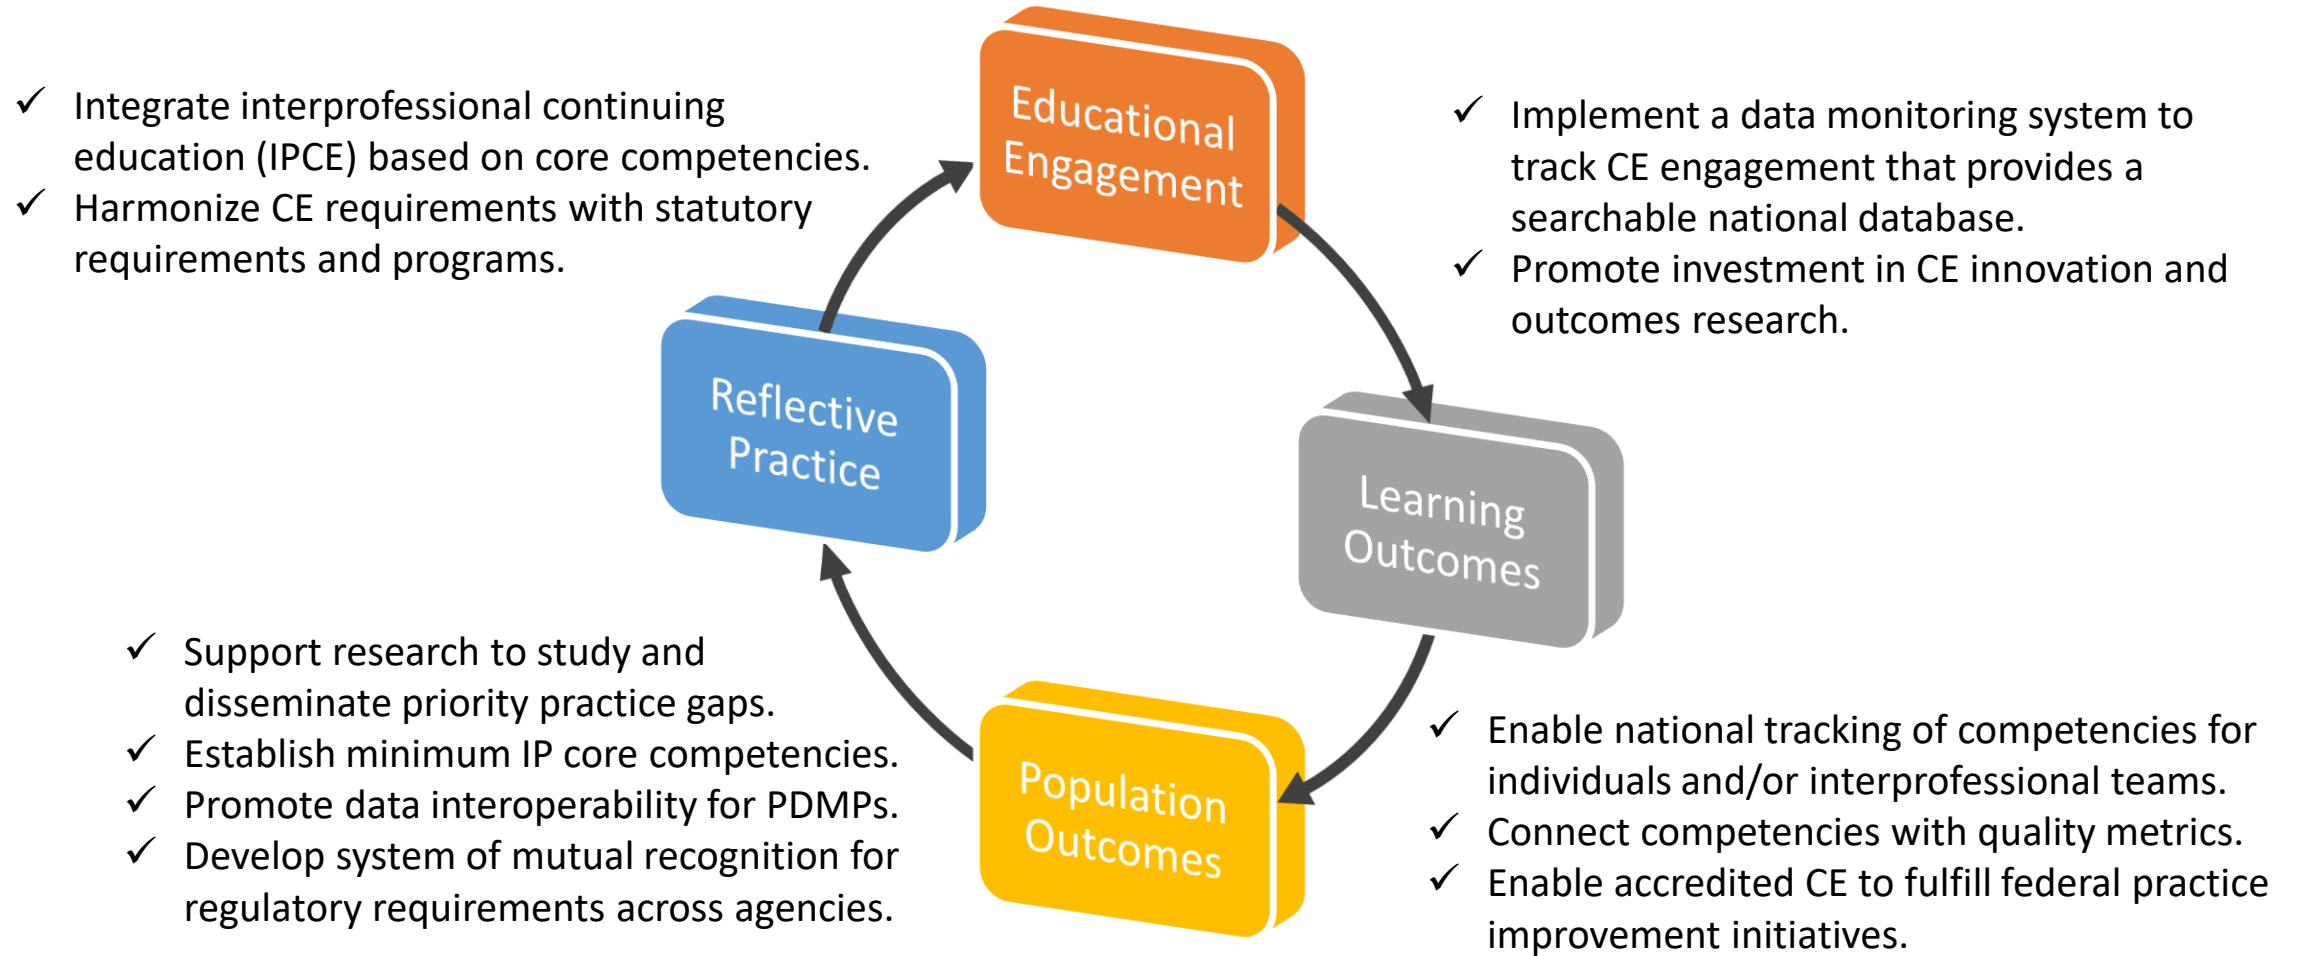 Educational
Engagement
✓ Integrate interprofessional continuing
education (IPCE) based on core competencies.
✓ Harmonize CE requirements with statutory
requirements and programs.
✓ Implement a data monitoring system to
track CE engagement that provides a
searchable national database.
✓ Promote investment in CE innovation and
outcomes research.
Reflective
Practice
Learning
Outcomes
✓ Support research to study and
disseminate priority practice gaps.
✓ Establish minimum IP core competencies.
✓ Promote data interoperability for PDMPs.
✓ Develop system of mutual recognition for
regulatory requirements across agencies.
Population
Outcomes
✓ Enable national tracking of competencies for
individuals and/or interprofessional teams.
✓ Connect competencies with quality metrics.
✓ Enable accredited CE to fulfill federal practice
improvement initiatives.